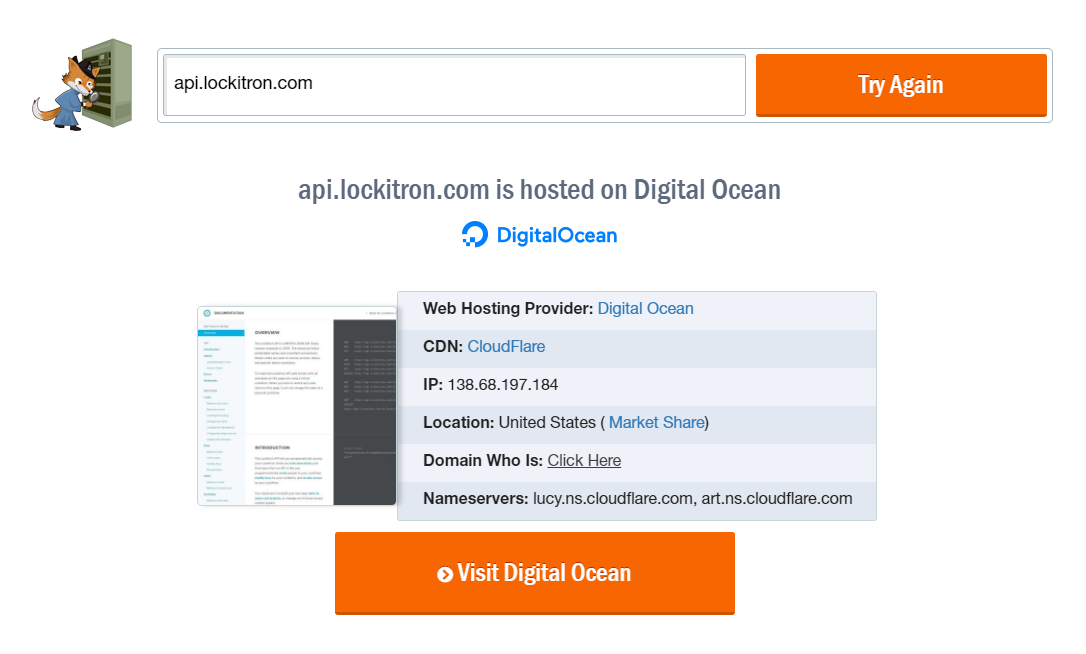 api.lockitron.com
Try Again
api.lockitron.com is hosted on Digital Ocean
DigitalOcean
DOCUMENTATION
OVERVIEW
INTRODUCTION
Web Hosting Provider: Digital Ocean
CDN: CloudFlare
IP: 138.68.197.184
Location: United States ( Market Share)
Domain Who Is: Click Here
Nameservers: lucy.ns.cloudflare.com, art.ns.cloudflare.com
Visit Digital Ocean